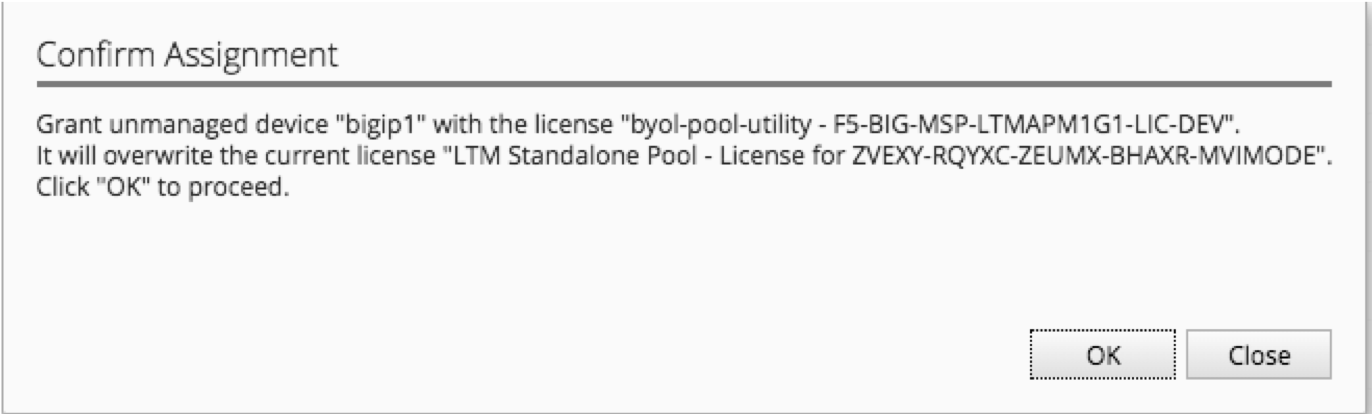 Confirm Assignment
Grant unmanaged device "bigip1" with the license "byol-pool-utility - F5-BIG-MSP-LTMAPM1G1-LIC-DEV".
It will overwrite the current license "LTM Standalone Pool - License for ZVEXY-RQYXC-ZEUMX-BHAXR-MVIMODE".
Click "OK" to proceed.
OK
Close